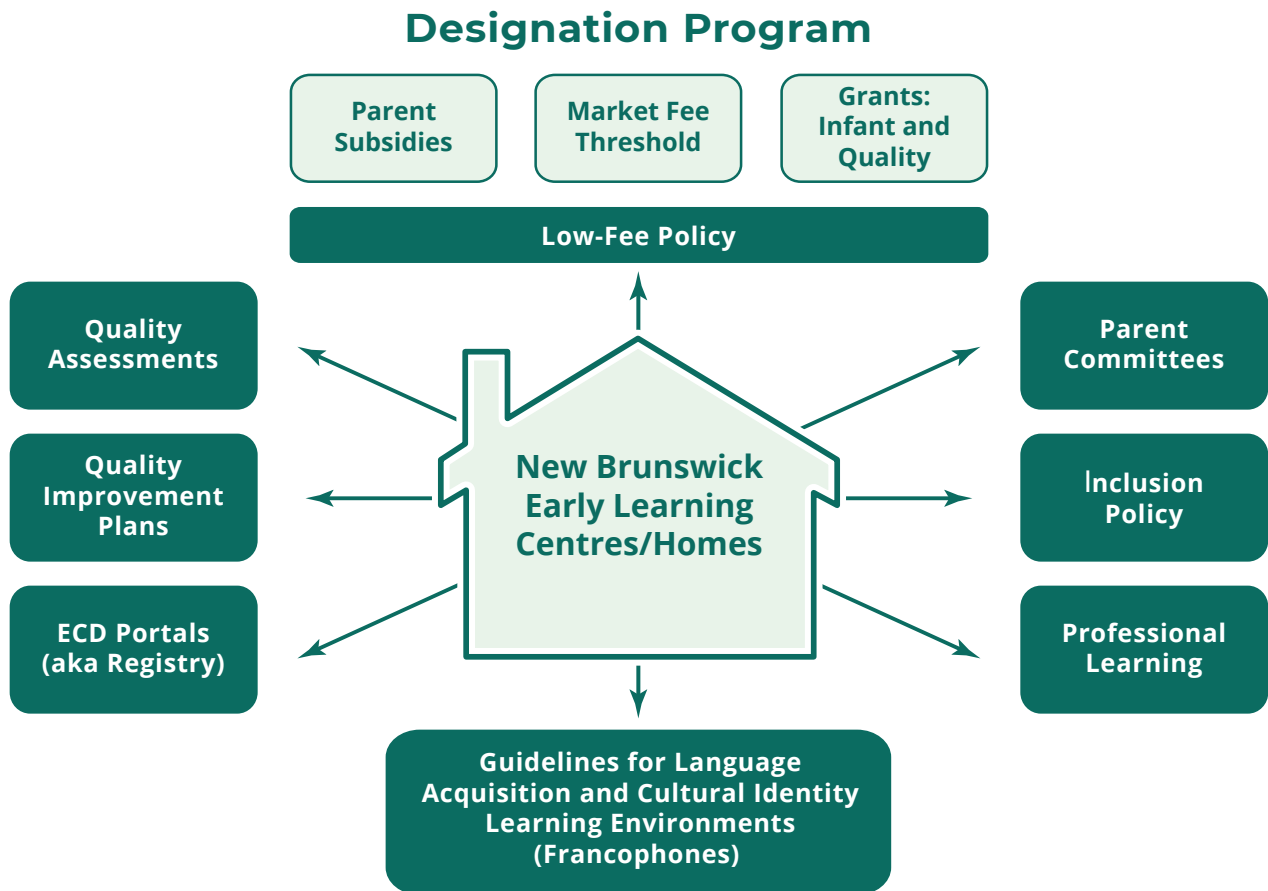 Designation Program
Parent
Subsidies
Market Fee
Threshold
Grants:
Infant and
Quality
Low-Fee Policy
Quality
Assessments
Quality
Improvement
Plans
ECD Portals
(aka Registry)
New Brunswick
Early Learning
Centres/Homes
Parent
Committees
Inclusion
Policy
Professional
Learning
Guidelines for Language
Acquisition and Cultural Identity
Learning Environments
(Francophones)